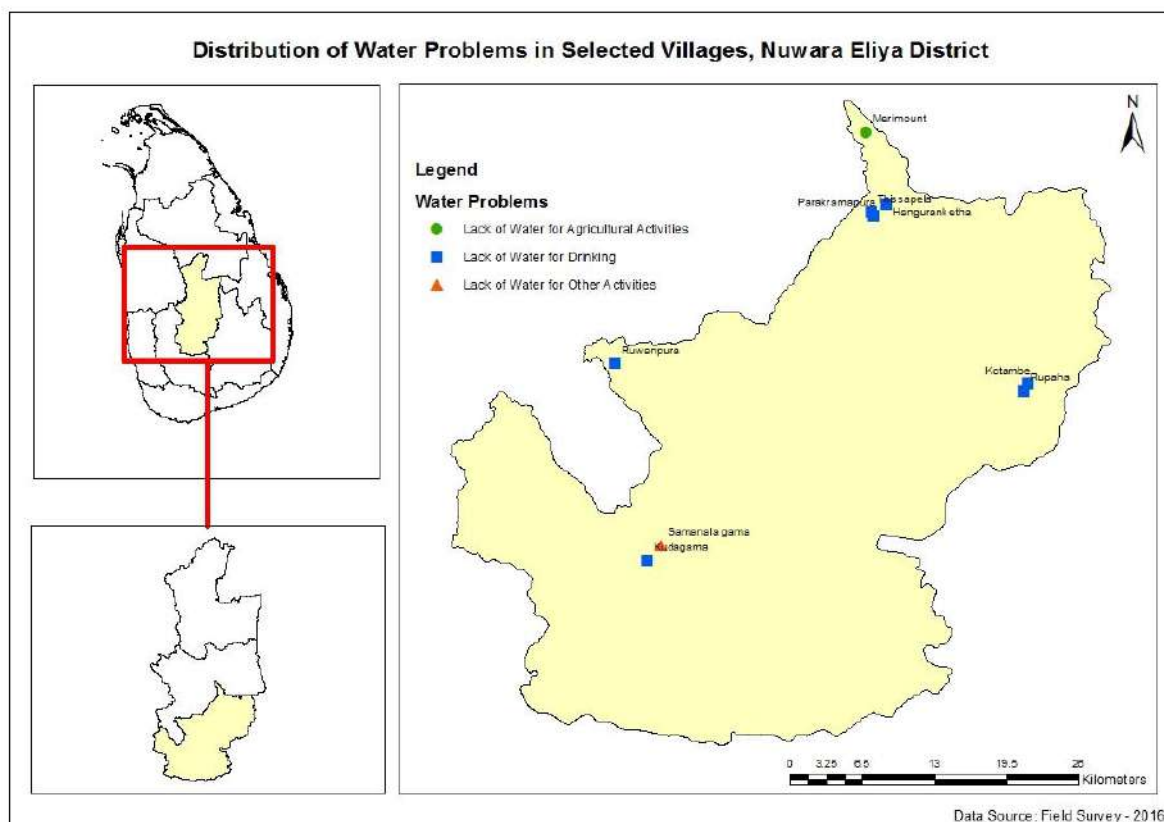 Distribution of Water Problems in Selected Villages, Nuwara Eliya District
N
Merimount
Legend
Water Problems
Lack of Water for Agricultural Activities
Lack of Water for Drinking
Lack of Water for Other Activities
Parakramapura
Hanguranketha
Ruwanpura
Kotambe
Rupaha
Samanala gama
Kudagama
0 3.25 6.5 13 19.5 26
Kilometers
Data Source: Field Survey - 2016